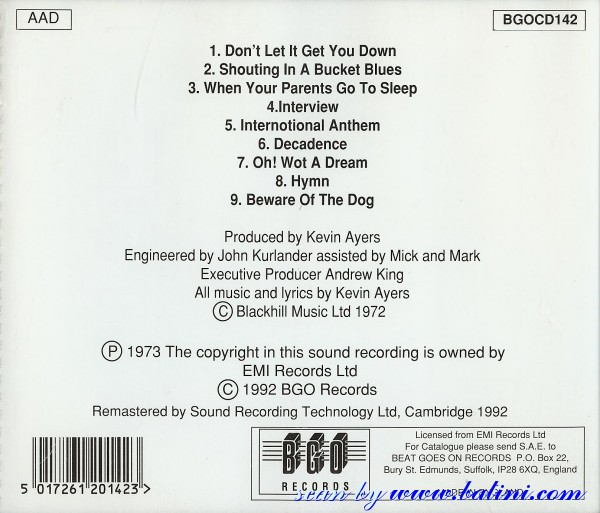 AAD
BGOCD142
1. Don't Let It Get You Down
2. Shouting In A Bucket Blues
3. When Your Parents Go To Sleep
4.Interview
5. Internotional Anthem
6. Decadence
7. Oh! Wot A Dream
8. Hymn
9. Beware Of The Dog
Produced by Kevin Ayers
Engineered by John Kurlander assisted by Mick and Mark
Executive Producer Andrew King
All music and lyrics by Kevin Ayers
Ⓒ Blackhill Music Ltd 1972
Ⓟ 1973 The copyright in this sound recording is owned by
EMI Records Ltd
Ⓒ 1992 BGO Records
Remastered by Sound Recording Technology Ltd, Cambridge 1992
5 017261 201423>
BGO
RECORDS
Licensed from EMI Records Ltd
For Catalogue please send S.A.E. to
BEAT GOES ON RECORDS P.O. Box 22,
Bury St. Edmunds, Suffolk, IP28 6XQ, England
MADE IN
scan by www.talimi.com